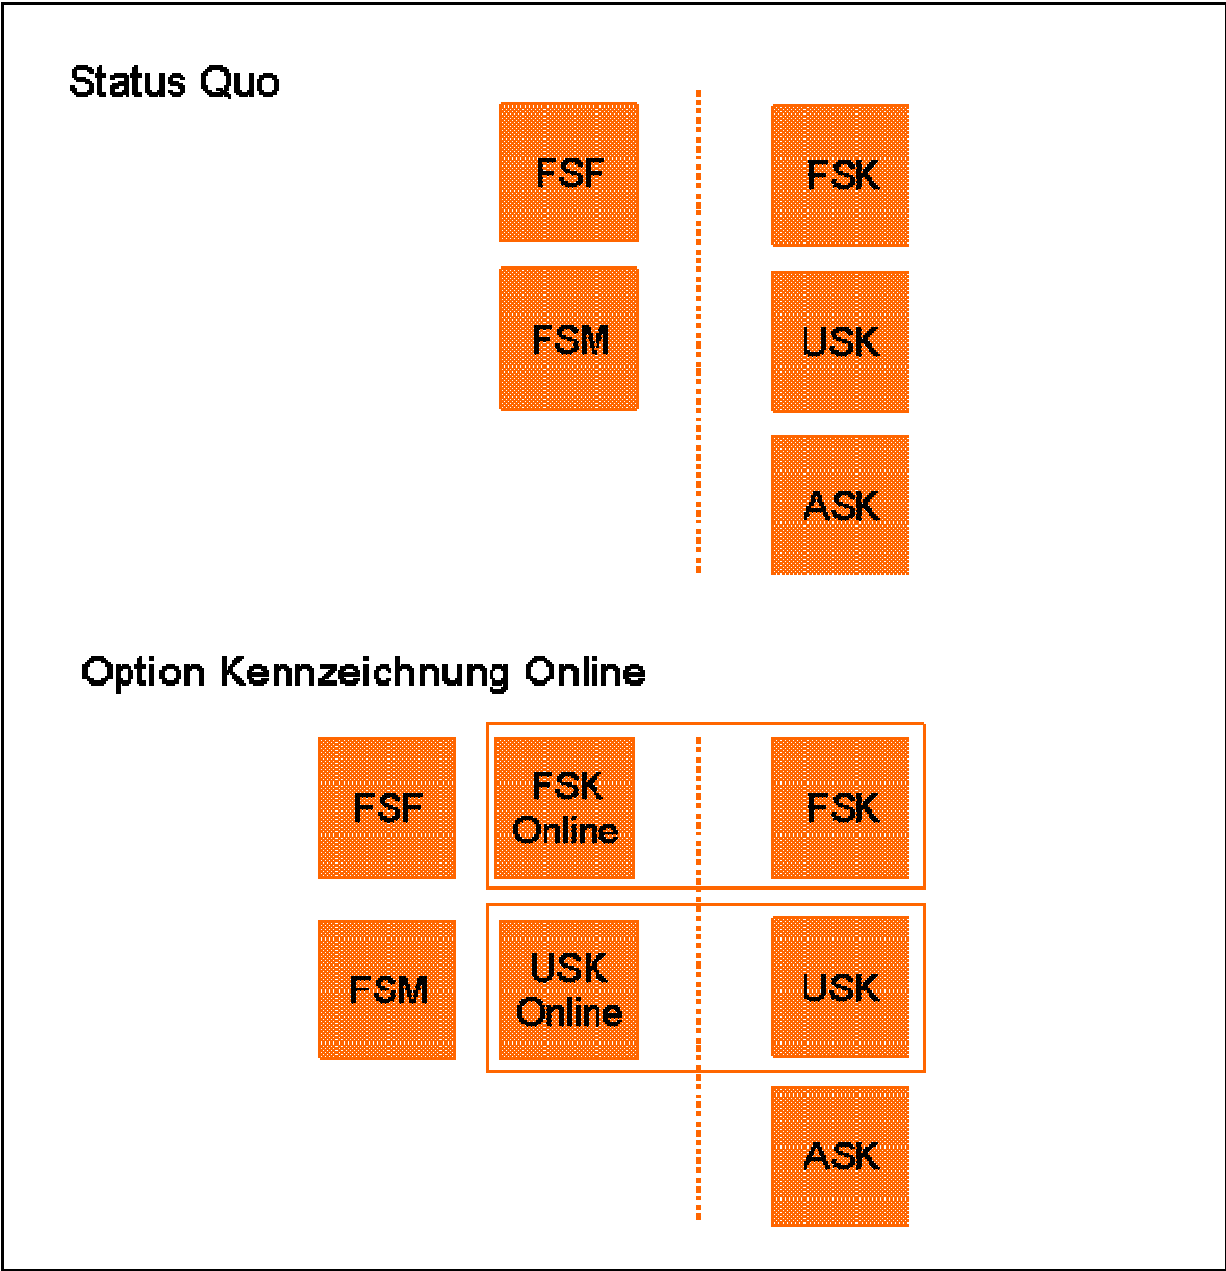 Status Quo
FSF
FSK
FSM
USK
ASK
Option Kennzeichnung Online
FSF
FSK
Online
FSK
FSM
USK
Online
USK
ASK